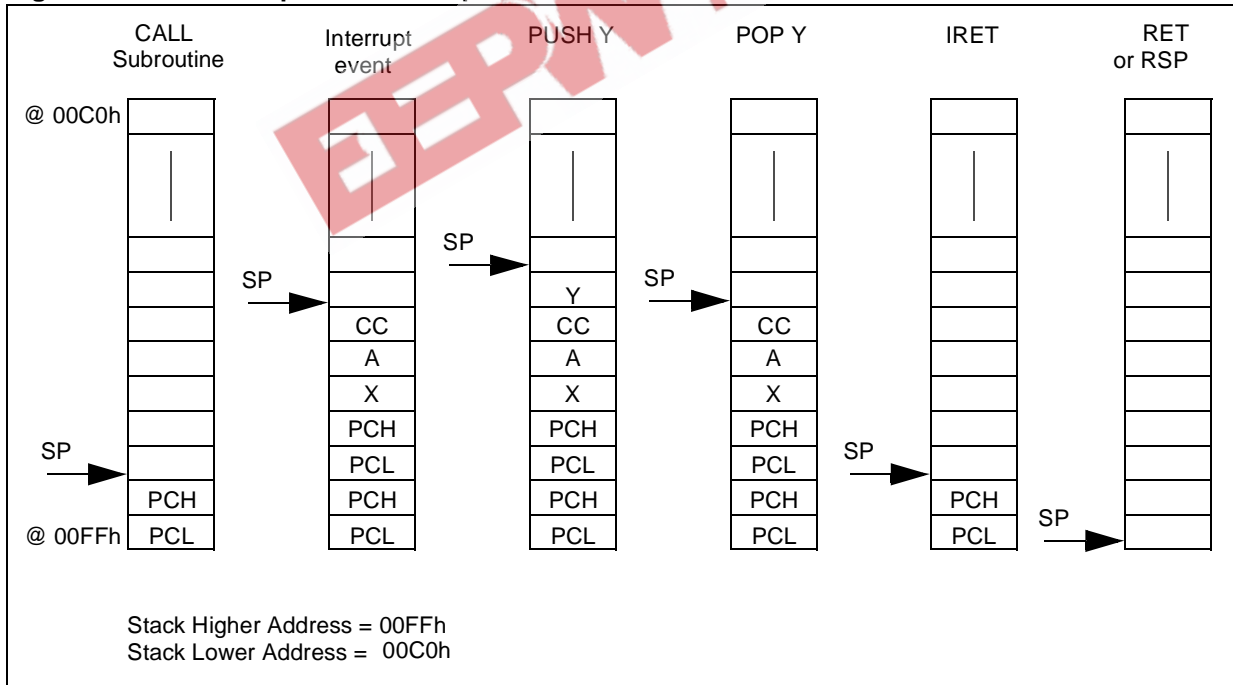 CALL
Subroutine
Interrupt
event
PUSH Y
POP Y
IRET
RET
or RSP
@ 00C0h
SP
SP
SP
Y
CC
CC
CC
A
A
A
X
X
X
PCH
PCH
PCH
SP
SP
PCL
PCL
PCL
PCH
PCH
PCH
PCH
PCH
SP
@ 00FFh
PCL
PCL
PCL
PCL
PCL
Stack Higher Address = 00FFh
Stack Lower Address = 00C0h